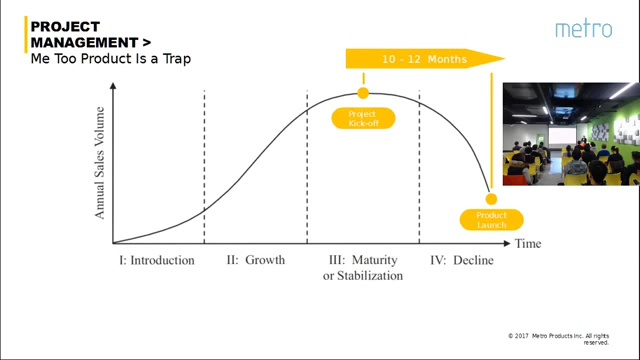 PROJECT
MANAGEMENT >
Me Too Product Is a Trap
metro
10 - 12 Months
Project
Kick-off
Annual Sales Volume
Product
Launch
Time
I: Introduction
II: Growth
III: Maturity
or Stabilization
IV: Decline
© 2017 Metro Products Inc. All rights
reserved.